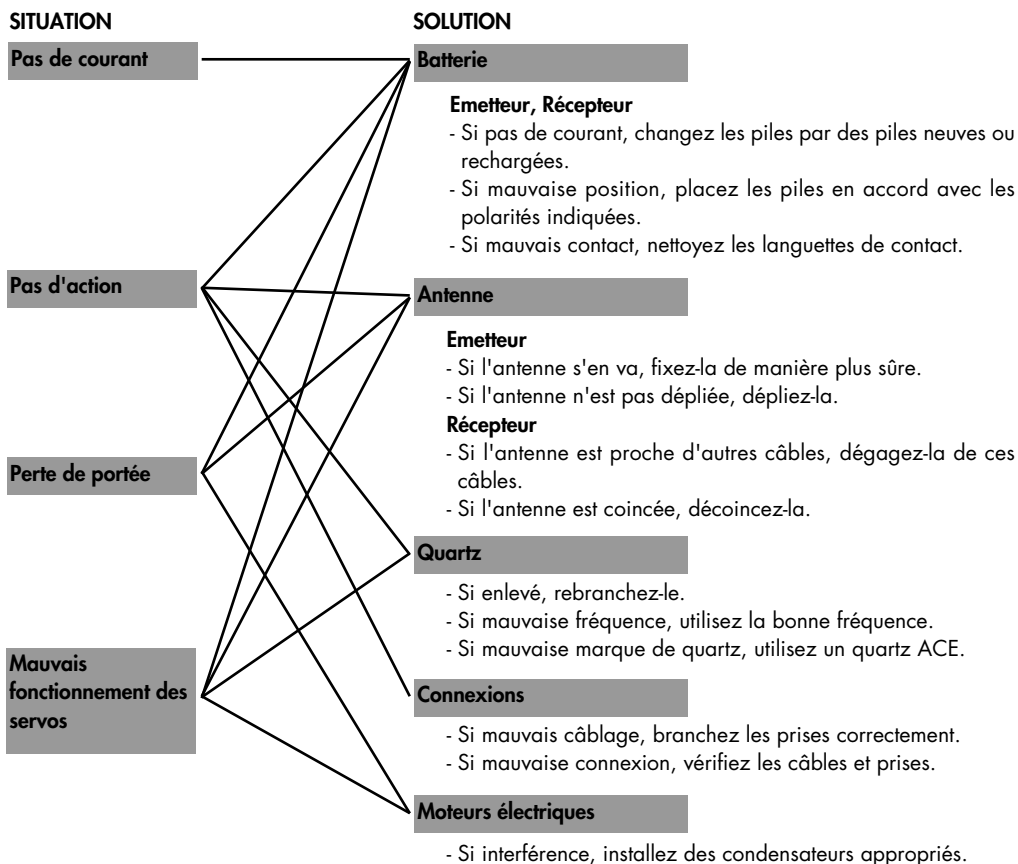 SITUATION
SOLUTION
Pas de courant
Batterie
Emetteur, Récepteur
- Si pas de courant, changez les piles par des piles neuves ou
rechargées.
- Si mauvaise position, placez les piles en accord avec les
polarités indiquées.
- Si mauvais contact, nettoyez les languettes de contact.
Pas d'action
Antenne
Emetteur
- Si l'antenne s'en va, fixez-la de manière plus sûre.
- Si l'antenne n'est pas dépliée, dépliez-la.
Récepteur
- Si l'antenne est proche d'autres câbles, dégagez-la de ces
câbles.
- Si l'antenne est coincée, décoincez-la.
Perte de portée
Quartz
- Si enlevé, rebranchez-le.
- Si mauvaise fréquence, utilisez la bonne fréquence.
- Si mauvaise marque de quartz, utilisez un quartz ACE.
Mauvais
fonctionnement des
servos
Connexions
- Si mauvais câblage, branchez les prises correctement.
- Si mauvaise connexion, vérifiez les câbles et prises.
Moteurs électriques
- Si interférence, installez des condensateurs appropriés.